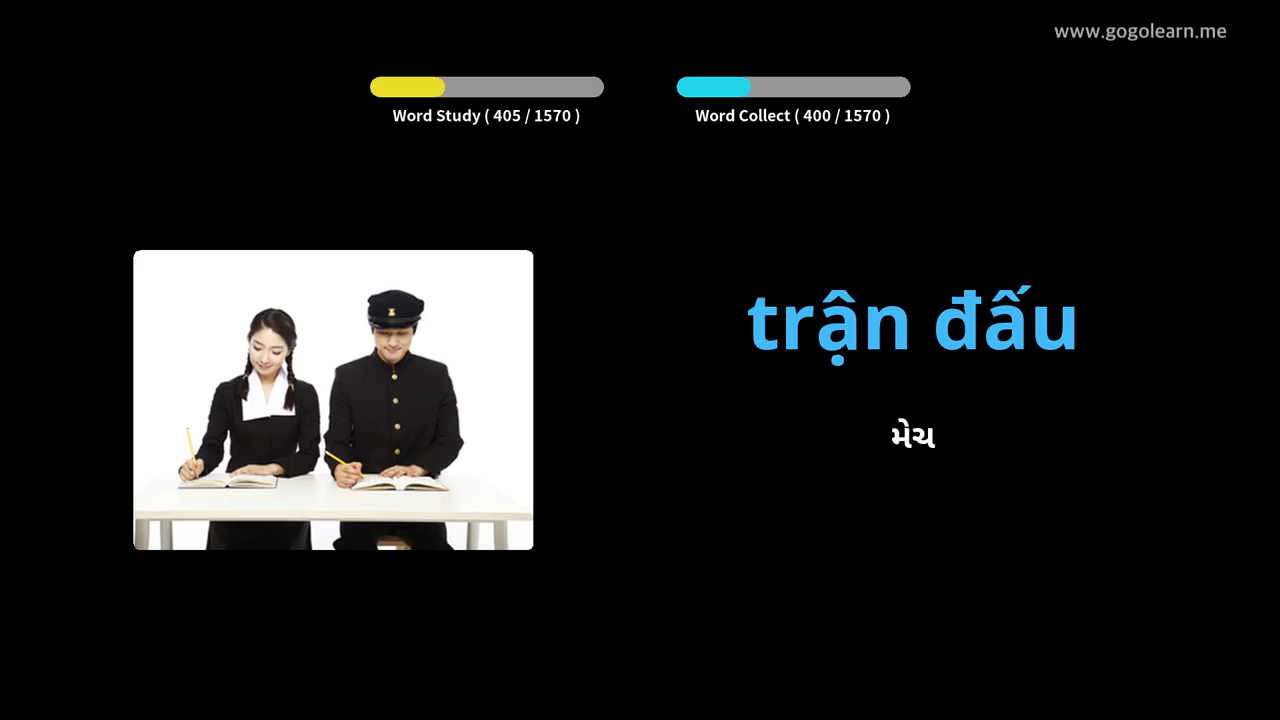 www.gogolearn.me
Word Study ( 405 / 1570 )
Word Collect ( 400 / 1570 )
trận đấu
મેચ